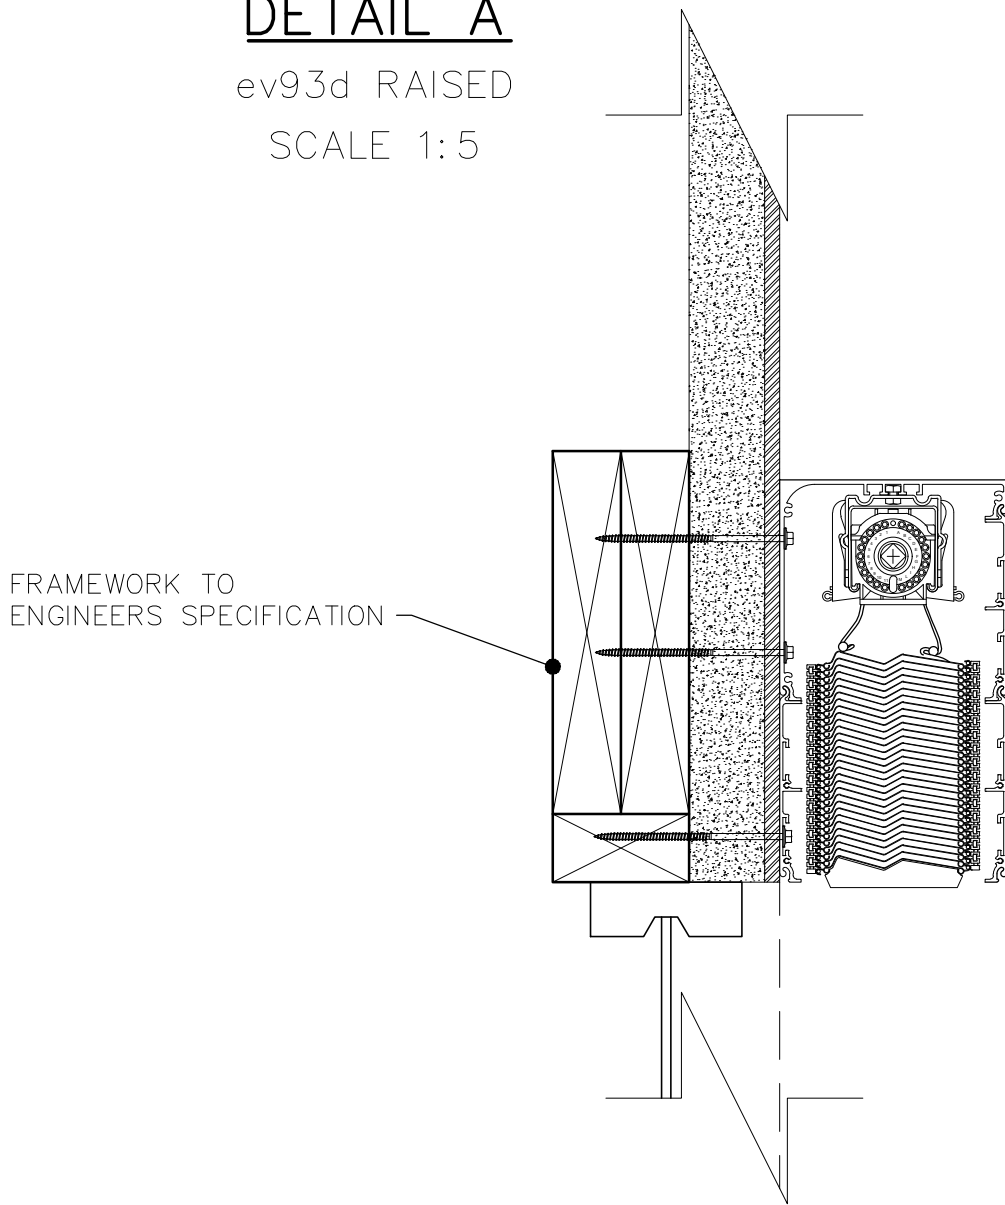 DETAIL A
ev93d RAISED
SCALE 1:5
FRAMEWORK TO
ENGINEERS SPECIFICATION